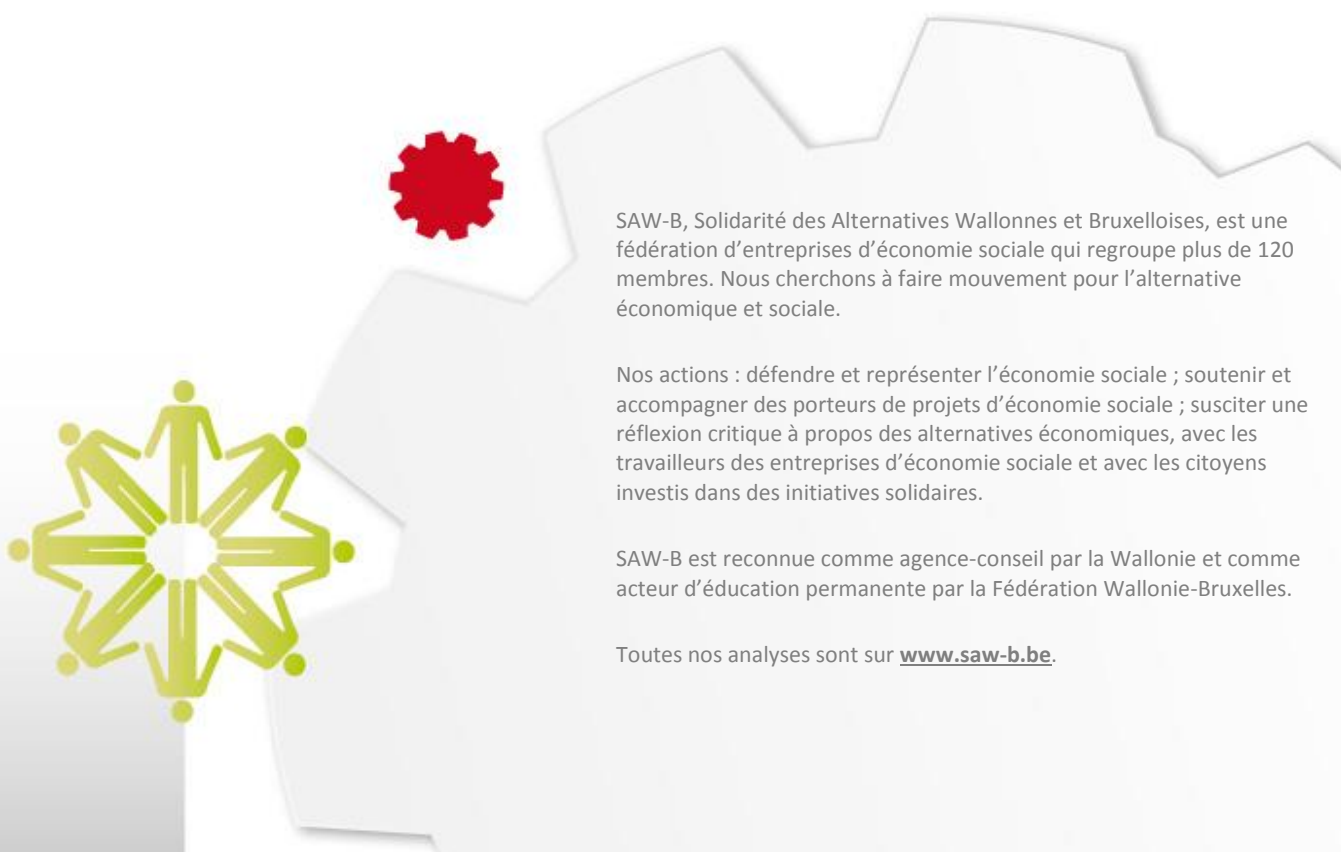 SAW-B, Solidarité des Alternatives Wallonnes et Bruxelloises, est une
fédération d’entreprises d’économie sociale qui regroupe plus de 120
membres. Nous cherchons à faire mouvement pour l’alternative
économique et sociale.
Nos actions : défendre et représenter l’économie sociale ; soutenir et
accompagner des porteurs de projets d’économie sociale ; susciter une
réflexion critique à propos des alternatives économiques, avec les
travailleurs des entreprises d’économie sociale et avec les citoyens
investis dans des initiatives solidaires.
SAW-B est reconnue comme agence-conseil par la Wallonie et comme
acteur d’éducation permanente par la Fédération Wallonie-Bruxelles.
Toutes nos analyses sont sur www.saw-b.be.